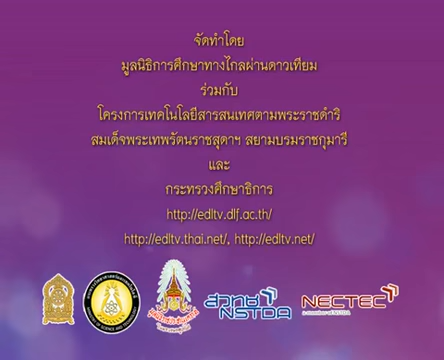 จัดทำโดย
มูลนิธิการศึกษาทางไกลผ่านดาวเทียม
ร่วมกับ
โครงการเทคโนโลยีสารสนเทศตามพระราชดำริ
สมเด็จพระเทพรัตนราชสุดาฯ สยามบรมราชกุมารี
และ
กระทรวงศึกษาธิการ
http://edltv.dlf.ac.th/
http://edltv.thai.net/, http://edltv.net/
สวทช NSTDA
NECTEC
a member of NSTDA